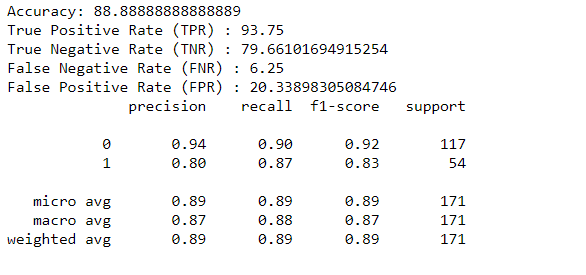 Accuracy: 88.88888888888889
True Positive Rate (TPR) : 93.75
True Negative Rate (TNR) : 79.66101694915254
False Negative Rate (FNR) : 6.25
False Positive Rate (FPR) : 20.33898305084746
precision recall f1-score support
0 0.94 0.90 0.92 117
1 0.80 0.87 0.83 54
micro avg 0.89 0.89 0.89 171
macro avg 0.87 0.88 0.87 171
weighted avg 0.89 0.89 0.89 171